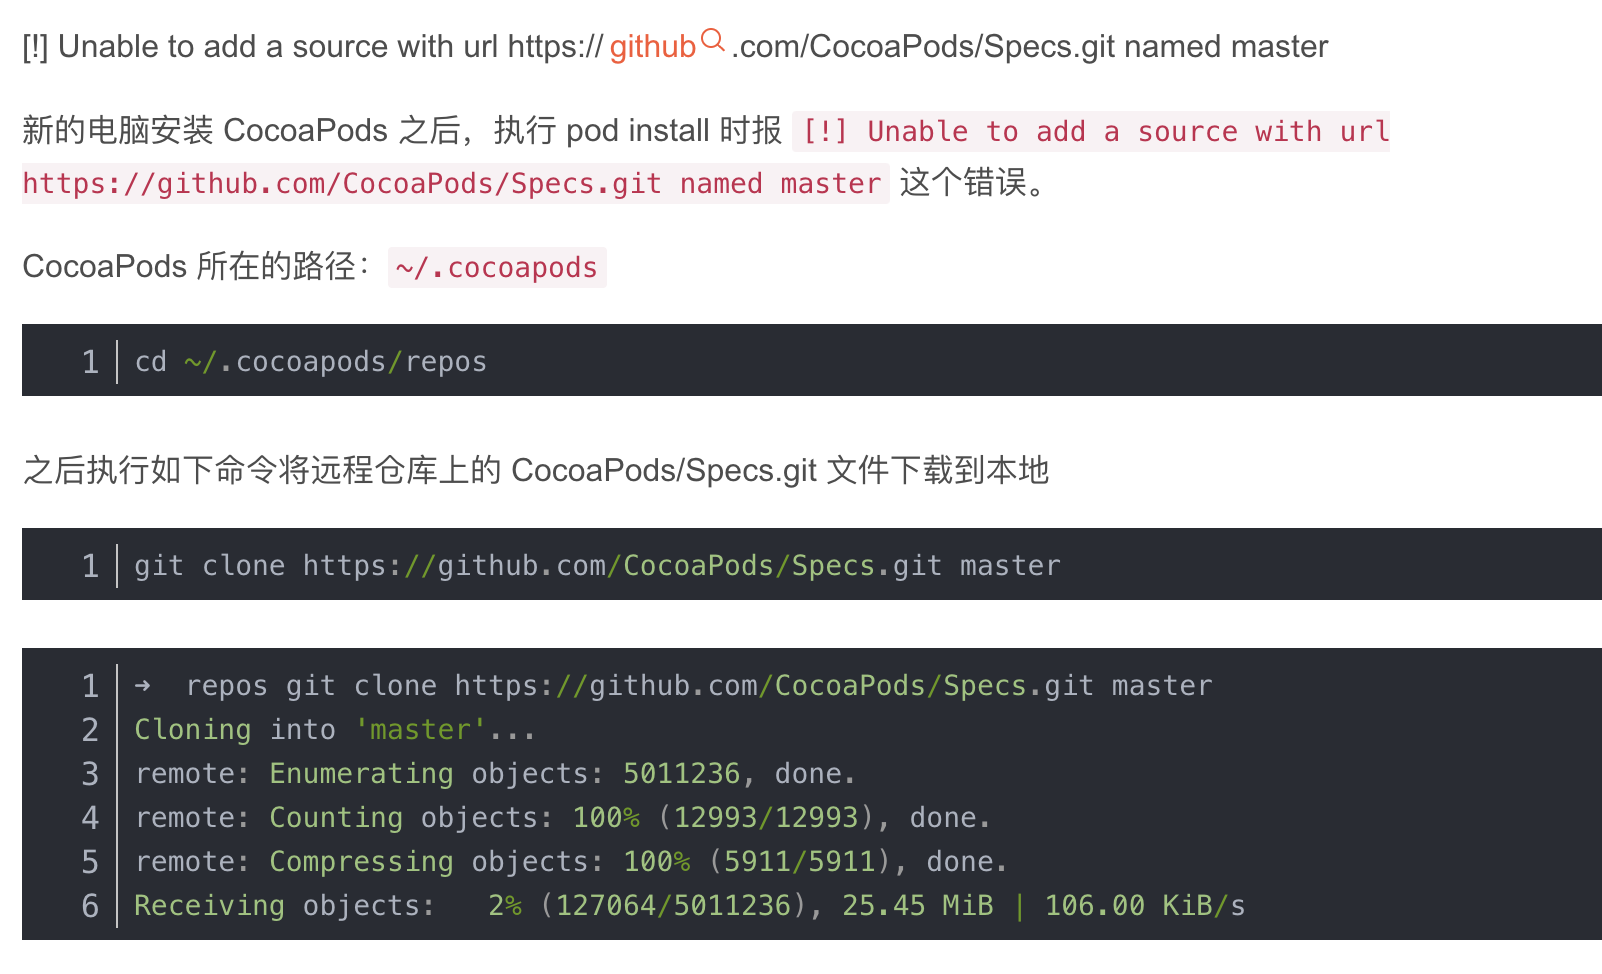 [!] Unable to add a source with url https://github.com/CocoaPods/Specs.git named master
新的电脑安装 CocoaPods 之后，执行 pod install 时报 [!] Unable to add a source with url
https://github.com/CocoaPods/Specs.git named master 这个错误。
CocoaPods 所在的路径： ~/.cocoapods
1 cd ~/.cocoapods/repos
之后执行如下命令将远程仓库上的 CocoaPods/Specs.git 文件下载到本地
1 git clone https://github.com/CocoaPods/Specs.git master
1 ➜  repos git clone https://github.com/CocoaPods/Specs.git master
2 Cloning into 'master'...
3 remote: Enumerating objects: 5011236, done.
4 remote: Counting objects: 100% (12993/12993), done.
5 remote: Compressing objects: 100% (5911/5911), done.
6 Receiving objects:   2% (127064/5011236), 25.45 MiB | 106.00 KiB/s